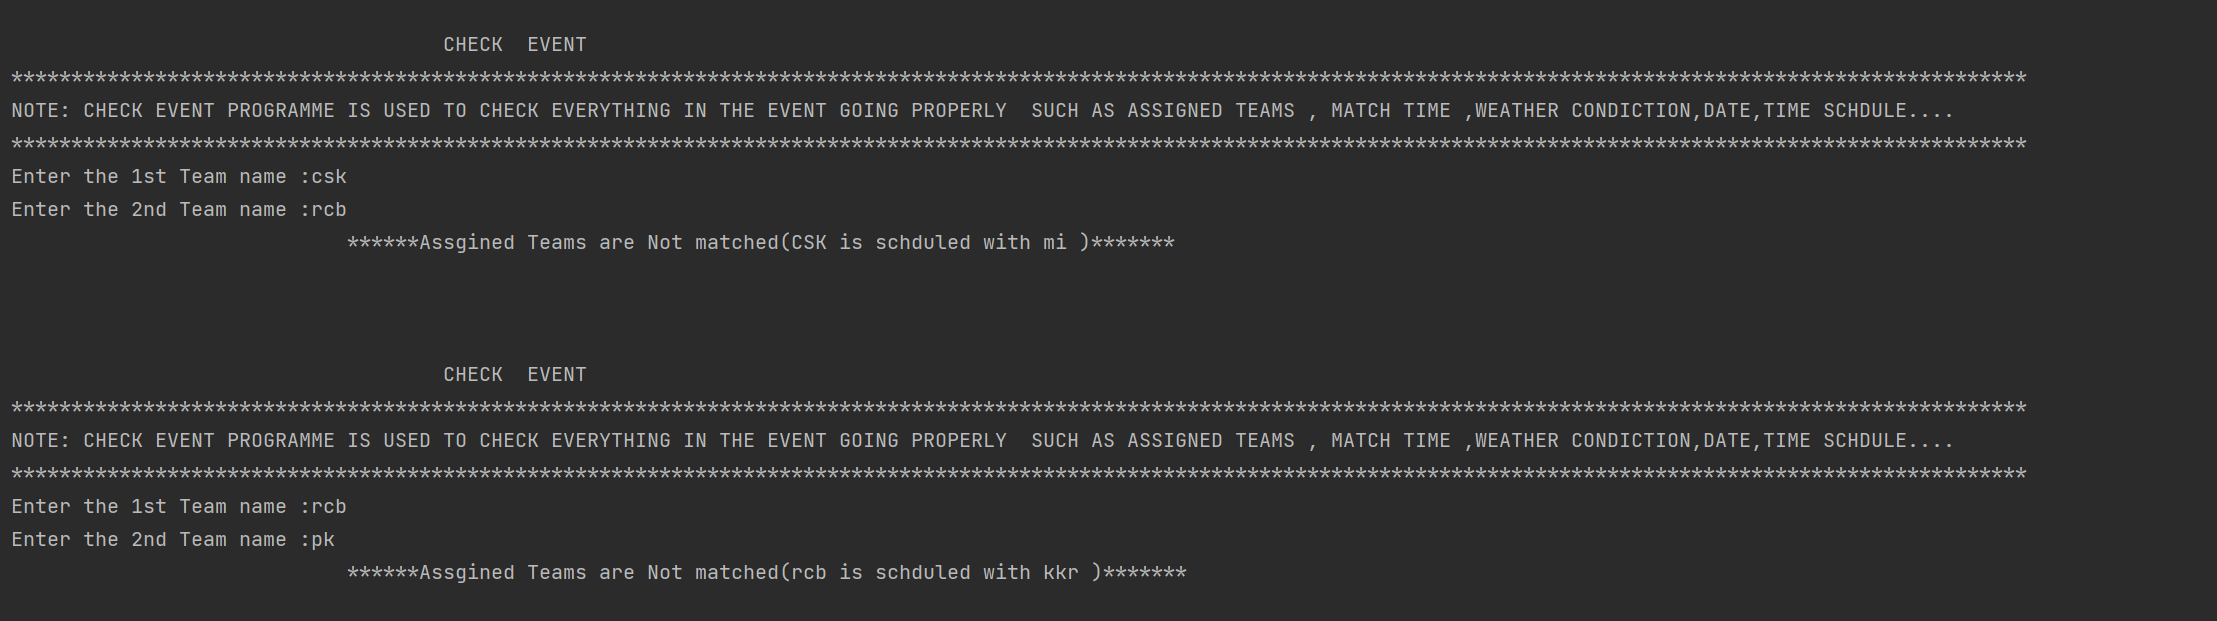 CHECK  EVENT
************************************************************************************************************************************************************************
NOTE: CHECK EVENT PROGRAMME IS USED TO CHECK EVERYTHING IN THE EVENT GOING PROPERLY  SUCH AS ASSIGNED TEAMS , MATCH TIME ,WEATHER CONDICTION,DATE,TIME SCHDULE....
************************************************************************************************************************************************************************
Enter the 1st Team name :csk
Enter the 2nd Team name :rcb
******Assgined Teams are Not matched(CSK is schduled with mi )*******
CHECK  EVENT
************************************************************************************************************************************************************************
NOTE: CHECK EVENT PROGRAMME IS USED TO CHECK EVERYTHING IN THE EVENT GOING PROPERLY  SUCH AS ASSIGNED TEAMS , MATCH TIME ,WEATHER CONDICTION,DATE,TIME SCHDULE....
************************************************************************************************************************************************************************
Enter the 1st Team name :rcb
Enter the 2nd Team name :pk
******Assgined Teams are Not matched(rcb is schduled with kkr )*******